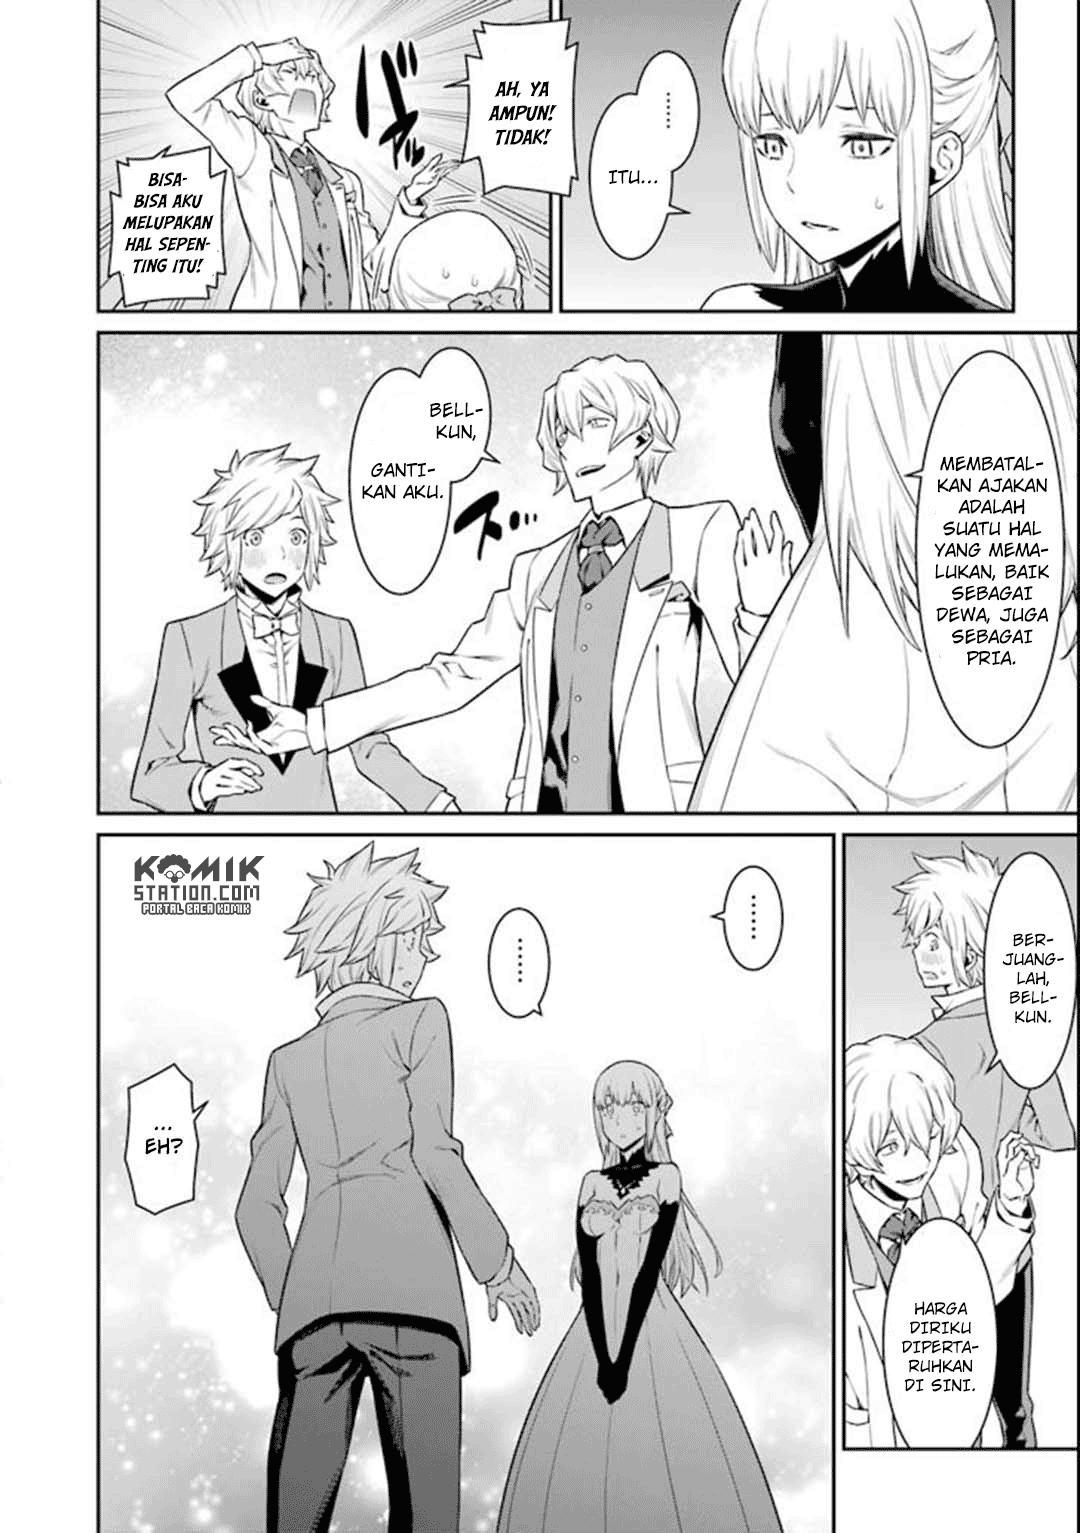 ......
ITU...
AH, YA
AMPUN!
TIDAK!
BISA-
BISA AKU
MELUPAKAN
HAL SEPEN-
TING ITU!
MEMBATAL-
KAN AJAKAN
ADALAH
SUATU HAL
YANG MEMA-
LUKAN, BAIK
SEBAGAI
DEWA, JUGA
SEBAGAI
PRIA.
BELL-
KUN,
GANTI-
KAN AKU.
BER-
JUANG-
LAH,
BELL-
KUN.
HARGA
DIRIKU
DIPERTA-
RUHKAN
DI SINI.
......
......
...
EH?
KOMIK
STATION.COM
PORTAL BACA KOMIK